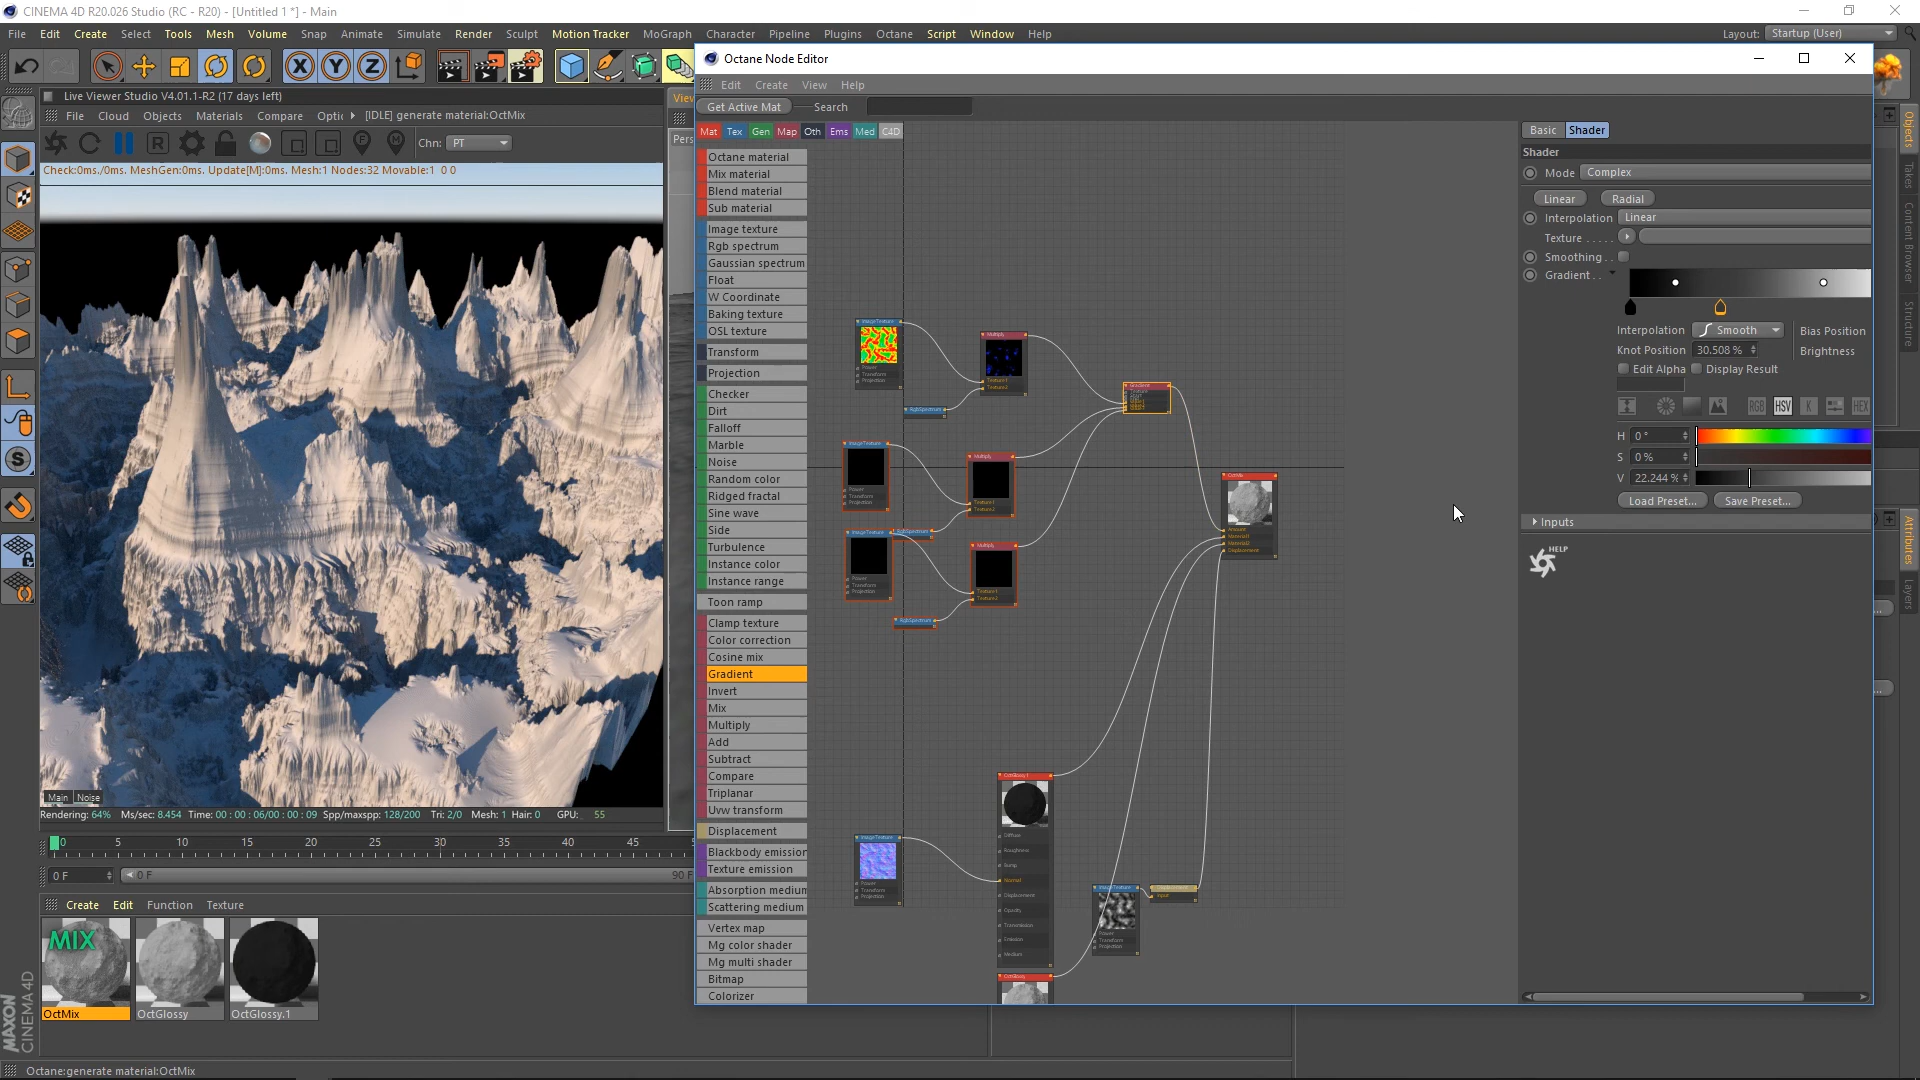 CINEMA 4D R20.026 Studio (RC - R20) - [Untitled 1 *] - Main
File Edit Create Select Tools Mesh Volume Snap Animate Simulate Render Sculpt Motion Tracker MoGraph Character Pipeline Plugins Octane Script Window Help
Layout: Startup (User)
Octane Node Editor
Live Viewer Studio V4.01.1-R2 (17 days left)
Edit Create View Help
File Cloud Objects Materials Compare [IDLE] generate material:OctMix
Get Active Mat Search
Chn: PT
Check:0ms./0ms. MeshGen:0ms. Update[M]:0ms. Mesh:1 Nodes:32 Movable:1 0 0
Mat Tex Gen Map Oth Ems Med C4D
Octane material
Mix material
Blend material
Sub material
Image texture
Rgb spectrum
Gaussian spectrum
Float
W Coordinate
Baking texture
OSL texture
Transform
Projection
Checker
Dirt
Falloff
Marble
Noise
Random color
Ridged fractal
Sine wave
Side
Turbulence
Instance color
Instance range
Toon ramp
Clamp texture
Color correction
Cosine mix
Gradient
Invert
Mix
Multiply
Add
Subtract
Compare
Triplanar
Uvw transform
Displacement
Blackbody emission
Texture emission
Absorption medium
Scattering medium
Vertex map
Mg color shader
Mg multi shader
Bitmap
Colorizer
Basic Shader
Shader
Mode Complex
Linear Radial
Interpolation Linear
Texture
Smoothing
Gradient
Interpolation Smooth Bias Position
Knot Position 30.508 % Brightness
Edit Alpha Display Result
RGB HSV K HEX
H 0 °
S 0 %
V 22.244 %
Load Preset... Save Preset...
Inputs
HELP
Objects
Takes
Content Browser
Structure
Attributes
Layers
Main Noise
Rendering: 64% Ms/sec: 8.454 Time: 00 : 00 : 06/00 : 00 : 09 Spp/maxspp: 128/200 Tri: 2/0 Mesh: 1 Hair: 0 GPU: 55
0 5 10 15 20 25 30 35 40 45
0 F 0 F 90 F
Create Edit Function Texture
MIX
OctMix OctGlossy OctGlossy.1
MAXON CINEMA 4D
Octane:generate material:OctMix